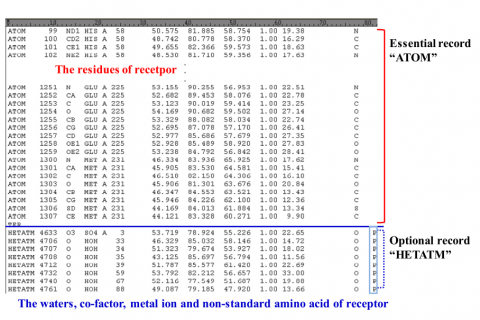 ATOM 99 ND1 HIS A 58 50.575 81.885 58.754 1.00 19.38 N
ATOM 100 CD2 HIS A 58 48.742 80.778 58.370 1.00 16.29 C
ATOM 101 CE1 HIS A 58 49.655 82.366 59.573 1.00 18.63 C
ATOM 102 NE2 HIS A 58 48.530 81.710 59.356 1.00 17.63 N
The residues of recetpor
ATOM 1251 N GLU A 225 53.155 90.255 56.953 1.00 22.51 N
ATOM 1252 CA GLU A 225 52.682 89.453 58.076 1.00 22.78 C
ATOM 1253 C GLU A 225 53.123 90.019 59.414 1.00 23.25 C
ATOM 1254 O GLU A 225 54.169 90.682 59.502 1.00 27.14 O
ATOM 1255 CB GLU A 225 53.329 88.082 58.034 1.00 22.74 C
ATOM 1256 CG GLU A 225 52.695 87.078 57.170 1.00 26.41 C
ATOM 1257 CD GLU A 225 52.977 85.686 57.679 1.00 27.35 C
ATOM 1258 OE1 GLU A 225 52.928 85.489 58.920 1.00 27.83 O
ATOM 1259 OE2 GLU A 225 53.238 84.792 56.842 1.00 28.41 O
ATOM 1300 N MET A 231 46.334 83.936 65.925 1.00 17.62 N
ATOM 1301 CA MET A 231 45.905 83.530 64.581 1.00 15.41 C
ATOM 1302 C MET A 231 46.518 82.150 64.306 1.00 16.10 C
ATOM 1303 O MET A 231 45.906 81.301 63.676 1.00 20.84 O
ATOM 1304 CB MET A 231 46.347 84.553 63.521 1.00 13.43 C
ATOM 1305 CG MET A 231 45.946 84.226 62.100 1.00 12.36 C
ATOM 1306 SD MET A 231 44.169 84.013 61.884 1.00 13.34 S
ATOM 1307 CE MET A 231 44.121 83.328 60.271 1.00 9.90 C
HETATM 4633 O3 SO4 A 3 53.719 78.924 55.226 1.00 22.65 O P
HETATM 4706 O HOH 33 46.329 85.032 58.146 1.00 14.72 O P
HETATM 4707 O HOH 34 51.323 79.674 53.927 1.00 18.02 O P
HETATM 4708 O HOH 35 43.125 85.697 56.794 1.00 11.56 O P
HETATM 4712 O HOH 39 51.787 85.577 61.420 1.00 22.69 O P
HETATM 4732 O HOH 59 53.792 82.212 56.657 1.00 33.00 O P
HETATM 4740 O HOH 67 52.116 77.549 51.687 1.00 19.88 O P
HETATM 4761 O HOH 88 49.087 79.185 47.920 1.00 13.66 O P
Essential record
“ATOM”
Optional record
“HETATM”
The waters, co-factor, metal ion and non-standard amino acid of receptor